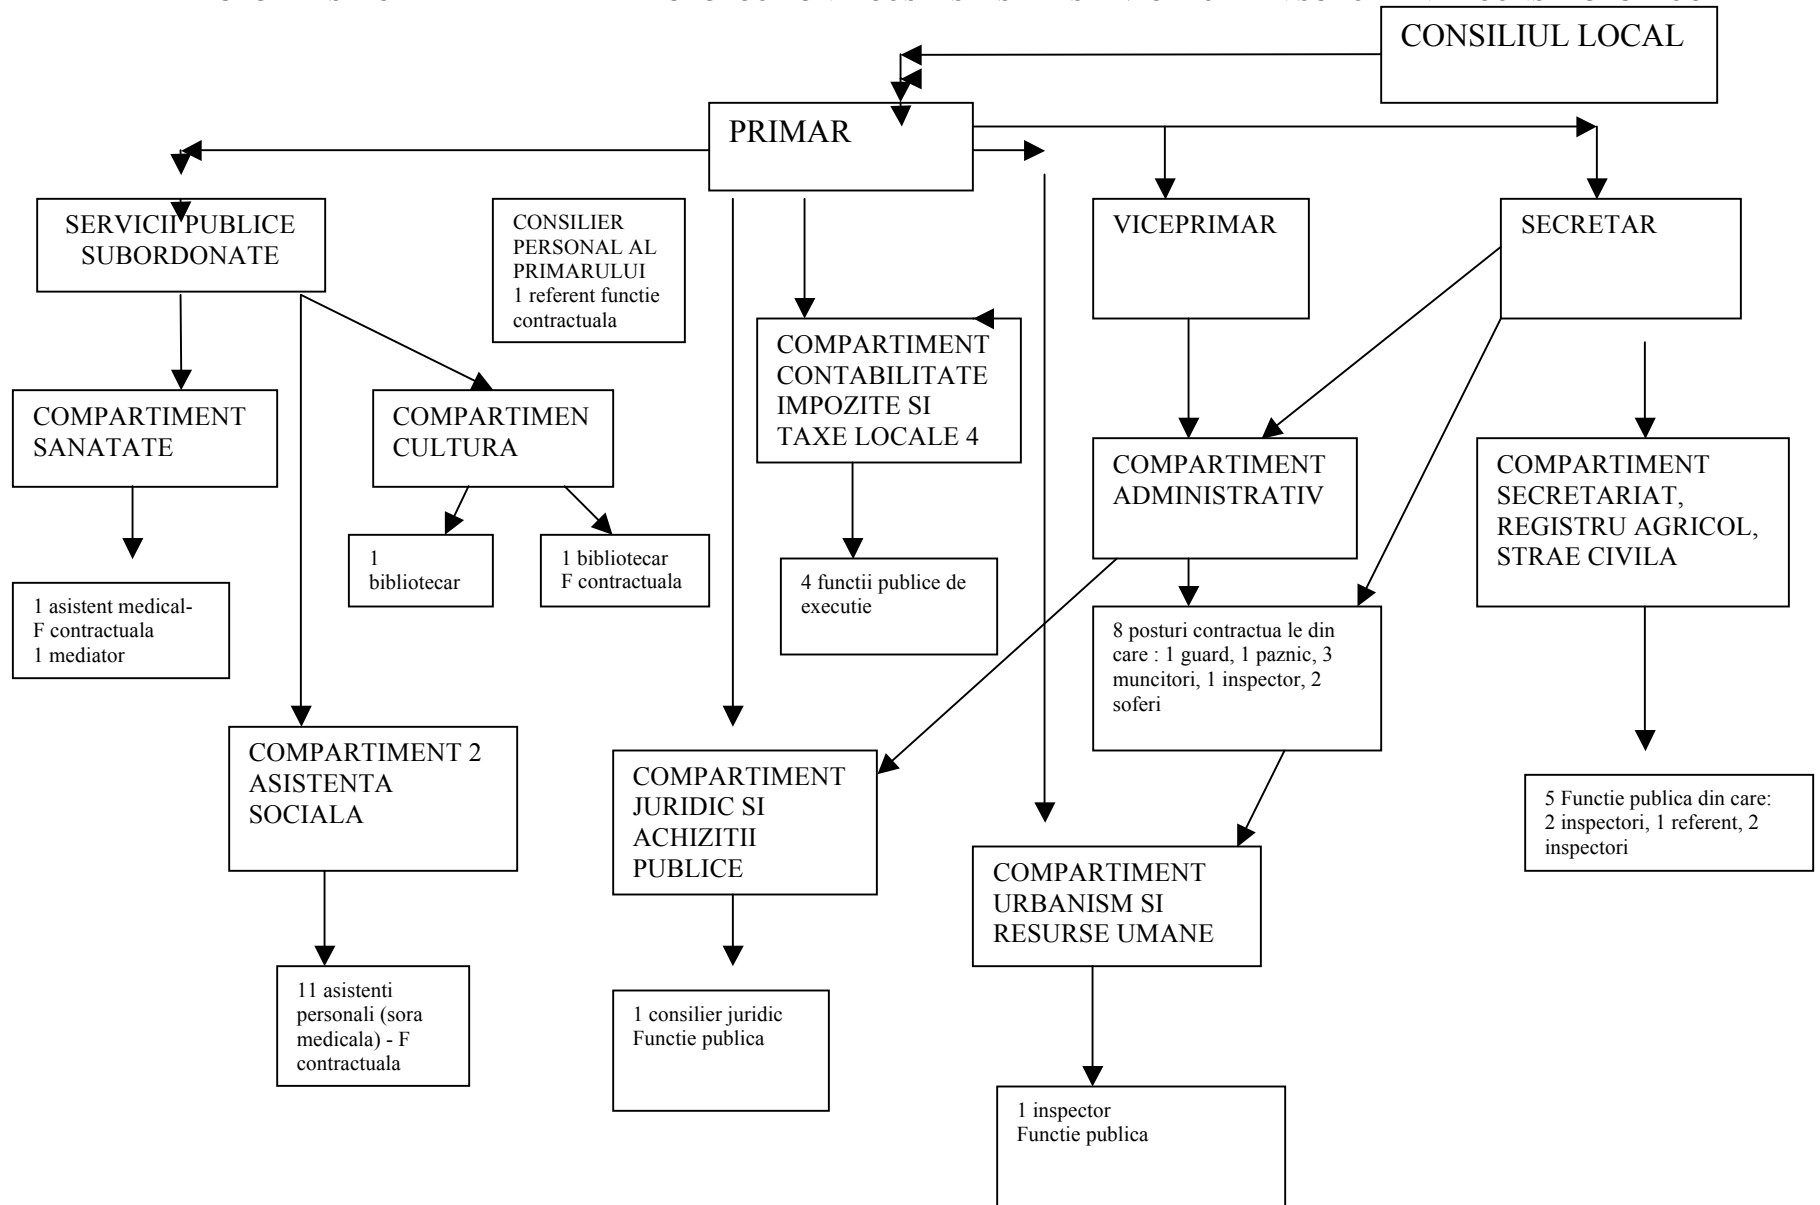 CONSILIUL LOCAL
PRIMAR
SERVICII PUBLICE
SUBORDONATE
CONSILIER
PERSONAL AL
PRIMARULUI
1 referent functie
contractuala
VICEPRIMAR
SECRETAR
COMPARTIMENT
CONTABILITATE
IMPOZITE SI
TAXE LOCALE 4
COMPARTIMENT
SANATATE
COMPARTIMEN
CULTURA
COMPARTIMENT
ADMINISTRATIV
COMPARTIMENT
SECRETARIAT,
REGISTRU AGRICOL,
STRAE CIVILA
1
bibliotecar
1 bibliotecar
F contractuala
4 functii publice de
executie
1 asistent medical-
F contractuala
1 mediator
8 posturi contractua le din
care : 1 guard, 1 paznic, 3
muncitori, 1 inspector, 2
soferi
COMPARTIMENT 2
ASISTENTA
SOCIALA
COMPARTIMENT
JURIDIC SI
ACHIZITII
PUBLICE
5 Functie publica din care:
2 inspectori, 1 referent, 2
inspectori
COMPARTIMENT
URBANISM SI
RESURSE UMANE
11 asistenti
personali (sora
medicala) - F
contractuala
1 consilier juridic
Functie publica
1 inspector
Functie publica